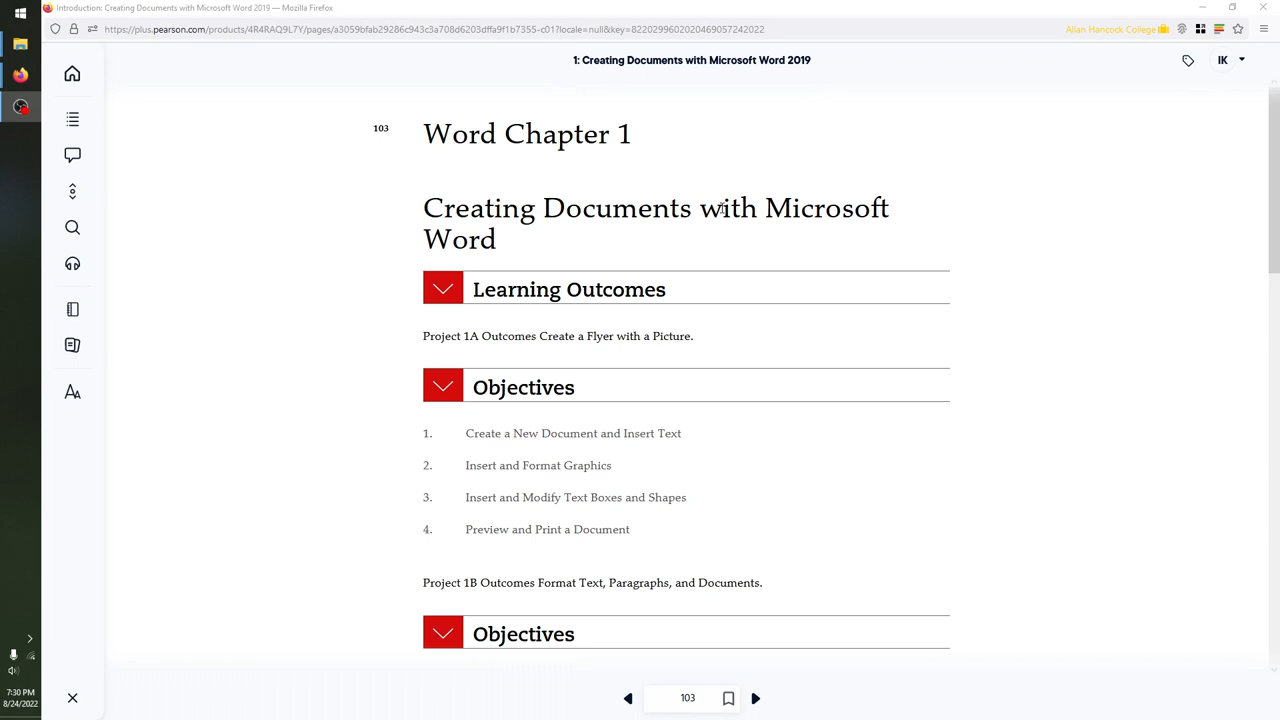 Introduction: Creating Documents with Microsoft Word 2019 — Mozilla Firefox
https://plus.pearson.com/products/4R4RAQ9L7Y/pages/a3059bfab29286c943c3a708d6203dffa9f1b7355-c01?locale=null&key=8220299602020469057242022
Allan Hancock College
1: Creating Documents with Microsoft Word 2019
IK
103
Word Chapter 1
Creating Documents with Microsoft
Word
Learning Outcomes
Project 1A Outcomes Create a Flyer with a Picture.
Objectives
1. Create a New Document and Insert Text
2. Insert and Format Graphics
3. Insert and Modify Text Boxes and Shapes
4. Preview and Print a Document
Project 1B Outcomes Format Text, Paragraphs, and Documents.
Objectives
103
7:30 PM
8/24/2022